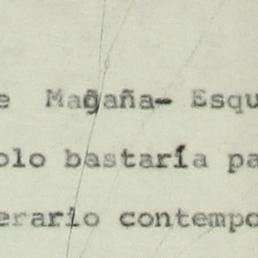 e Magaña- Esqu
olo bastaría pa
erario contempo